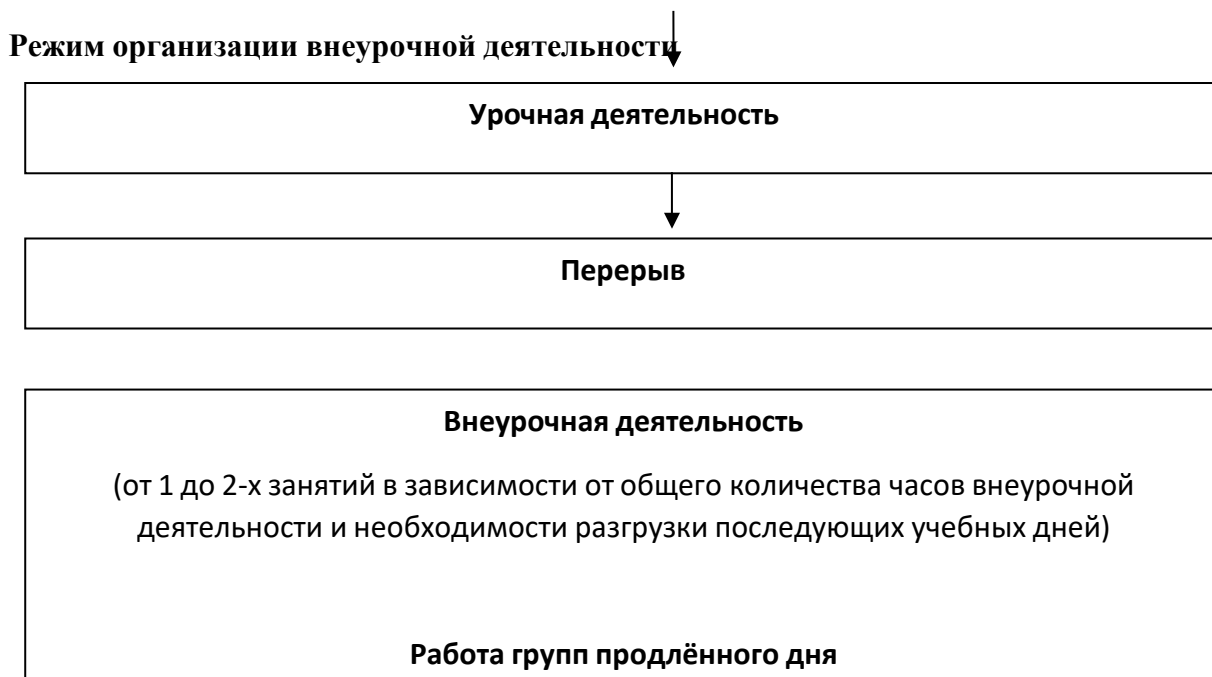 Режим организации внеурочной деятельности
Урочная деятельность
Перерыв
Внеурочная деятельность
(от 1 до 2-х занятий в зависимости от общего количества часов внеурочной
деятельности и необходимости разгрузки последующих учебных дней)
Работа групп продлённого дня